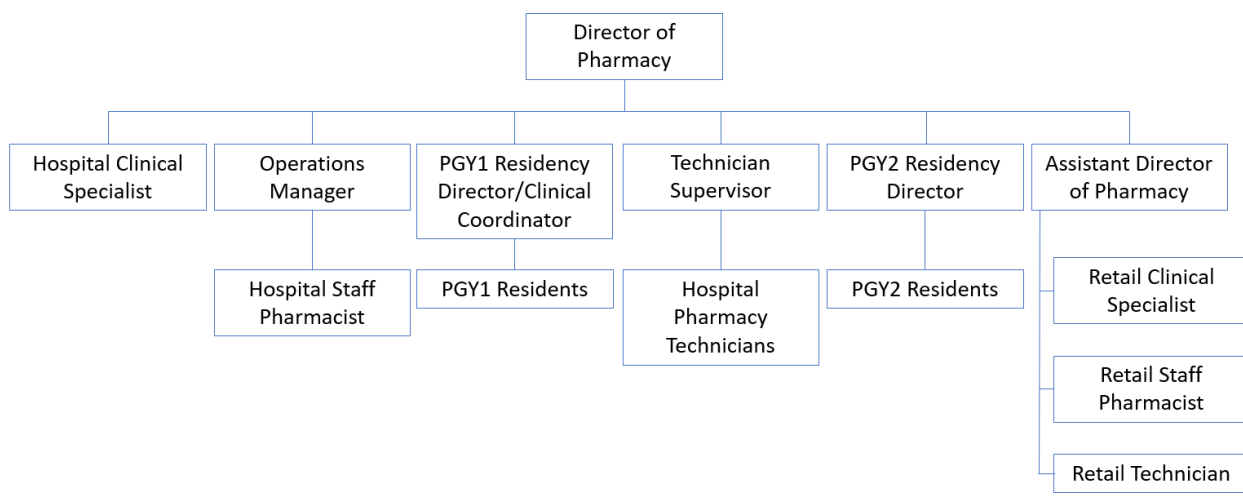 Director of
Pharmacy
Hospital Clinical
Specialist
Operations
Manager
PGY1 Residency
Director/Clinical
Coordinator
Technician
Supervisor
PGY2 Residency
Director
Assistant Director
of Pharmacy
Hospital Staff
Pharmacist
PGY1 Residents
Hospital
Pharmacy
Technicians
PGY2 Residents
Retail Clinical
Specialist
Retail Staff
Pharmacist
Retail Technician